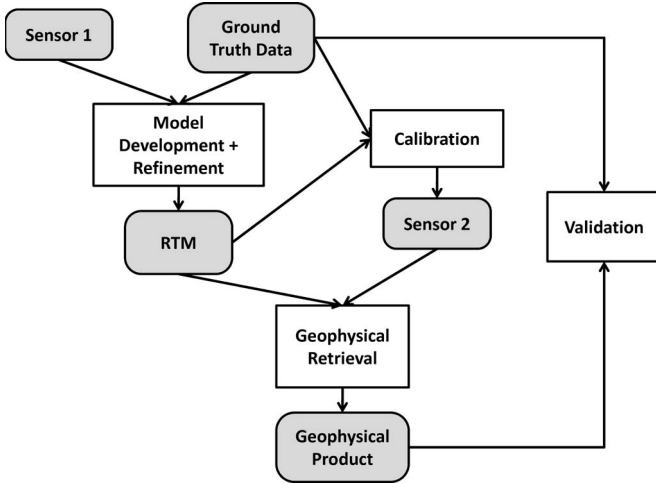 Sensor 1
Ground
Truth Data
Model
Development +
Refinement
Calibration
RTM
Sensor 2
Validation
Geophysical
Retrieval
Geophysical
Product